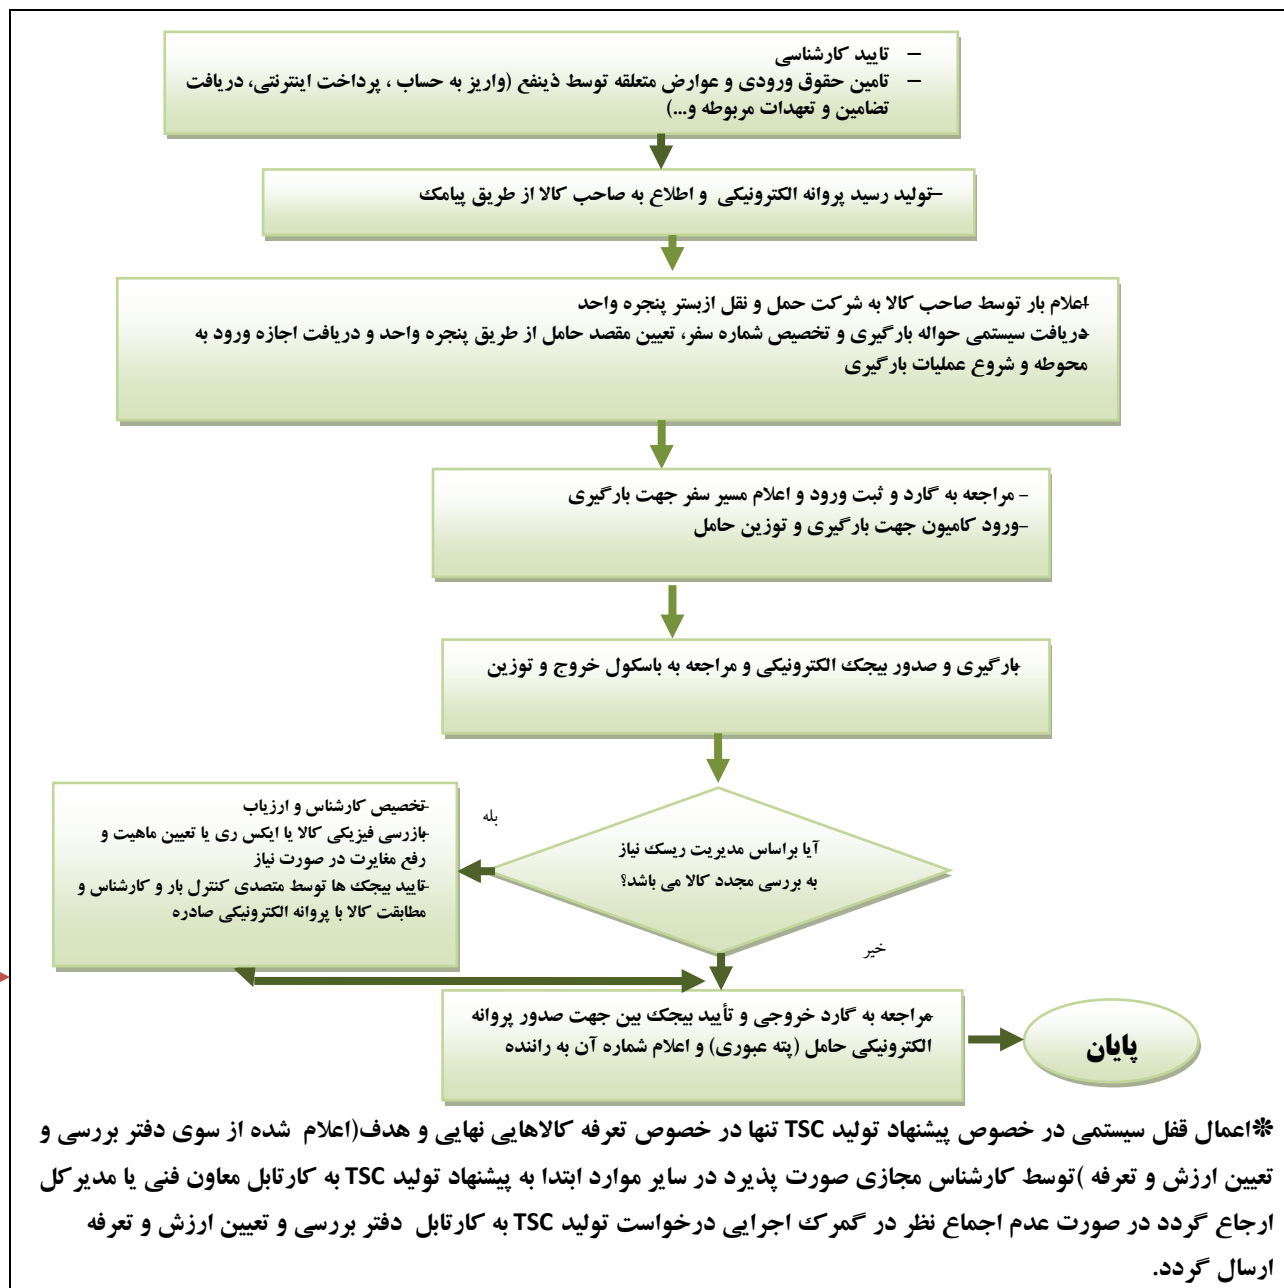 – تایید کارشناسی
– تامین حقوق ورودی و عوارض متعلقه توسط ذینفع (واریز به حساب ، پرداخت اینترنتی، دریافت
تضامین و تعهدات مربوطه و...)
–تولید رسید پروانه الکترونیکی و اطلاع به صاحب کالا از طریق پیامک
-اعلام بار توسط صاحب کالا به شرکت حمل و نقل ازبستر پنجره واحد
-دریافت سیستمی حواله بارگیری و تخصیص شماره سفر، تعیین مقصد حامل از طریق پنجره واحد و دریافت اجازه ورود به
محوطه و شروع عملیات بارگیری
– مراجعه به گارد و ثبت ورود و اعلام مسیر سفر جهت بارگیری
–ورود کامیون جهت بارگیری و توزین حامل
-بارگیری و صدور بیجک الکترونیکی و مراجعه به باسکول خروج و توزین
آیا براساس مدیریت ریسک نیاز
به بررسی مجدد کالا می باشد؟
بله
-تخصیص کارشناس و ارزیاب
-بازرسی فیزیکی کالا یا ایکس ری یا تعیین ماهیت و
رفع مغایرت در صورت نیاز
-تایید بیجک ها توسط متصدی کنترل بار و کارشناس و
مطابقت کالا با پروانه الکترونیکی صادره
خیر
-مراجعه به گارد خروجی و تأیید بیجک بین جهت صدور پروانه
الکترونیکی حامل (پته عبوری) و اعلام شماره آن به راننده
پایان
❋اعمال قفل سیستمی در خصوص پیشنهاد تولید TSC تنها در خصوص تعرفه کالاهایی نهایی و هدف(اعلام شده از سوی دفتر بررسی و
تعیین ارزش و تعرفه )توسط کارشناس مجازی صورت پذیرد در سایر موارد ابتدا به پیشنهاد تولید TSC به کارتابل معاون فنی یا مدیر کل
ارجاع گردد در صورت عدم اجماع نظر در گمرک اجرایی درخواست تولید TSC به کارتابل دفتر بررسی و تعیین ارزش و تعرفه
ارسال گردد.